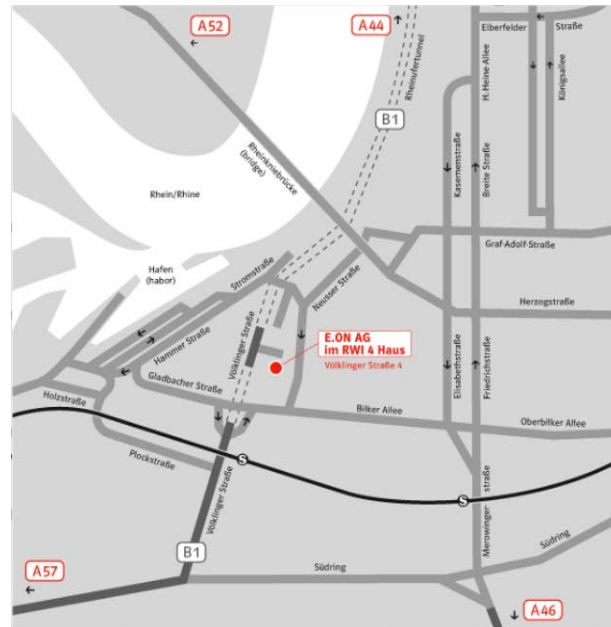 A52
A44
Elberfelder Straße
Rheinufertunnel
H.-Heine-Allee
Königsallee
B1
Kasernenstraße
Breite Straße
Rheinkniebrücke
(bridge)
Rhein/Rhine
Graf-Adolf-Straße
Hafen
(habor)
Stromstraße
Neusser Straße
Herzogstraße
Hammer Straße
Völklinger Straße
E.ON AG
im RWI 4 Haus
Völklinger Straße 4
Elisabethstraße
Friedrichstraße
Gladbacher Straße
Holzstraße
Bilker Allee
Oberbilker Allee
Plockstraße
S
Völklinger Straße
S
Merowinger-
straße
B1
Südring
Südring
A57
A46